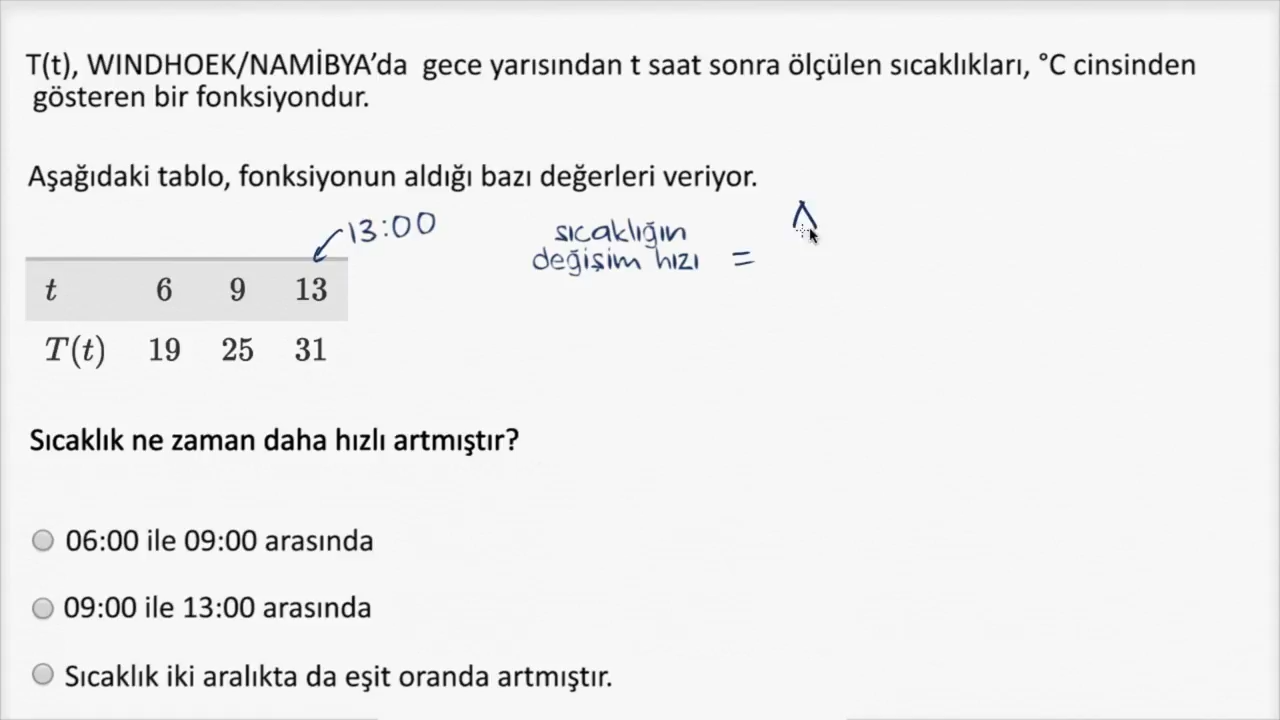 T(t), WINDHOEK/NAMİBYA’da gece yarısından t saat sonra ölçülen sıcaklıkları, °C cinsinden
gösteren bir fonksiyondur.
Aşağıdaki tablo, fonksiyonun aldığı bazı değerleri veriyor.
13:00
sıcaklığın
değişim hızı =
Λ
t 6 9 13
T(t) 19 25 31
Sıcaklık ne zaman daha hızlı artmıştır?
06:00 ile 09:00 arasında
09:00 ile 13:00 arasında
Sıcaklık iki aralıkta da eşit oranda artmıştır.